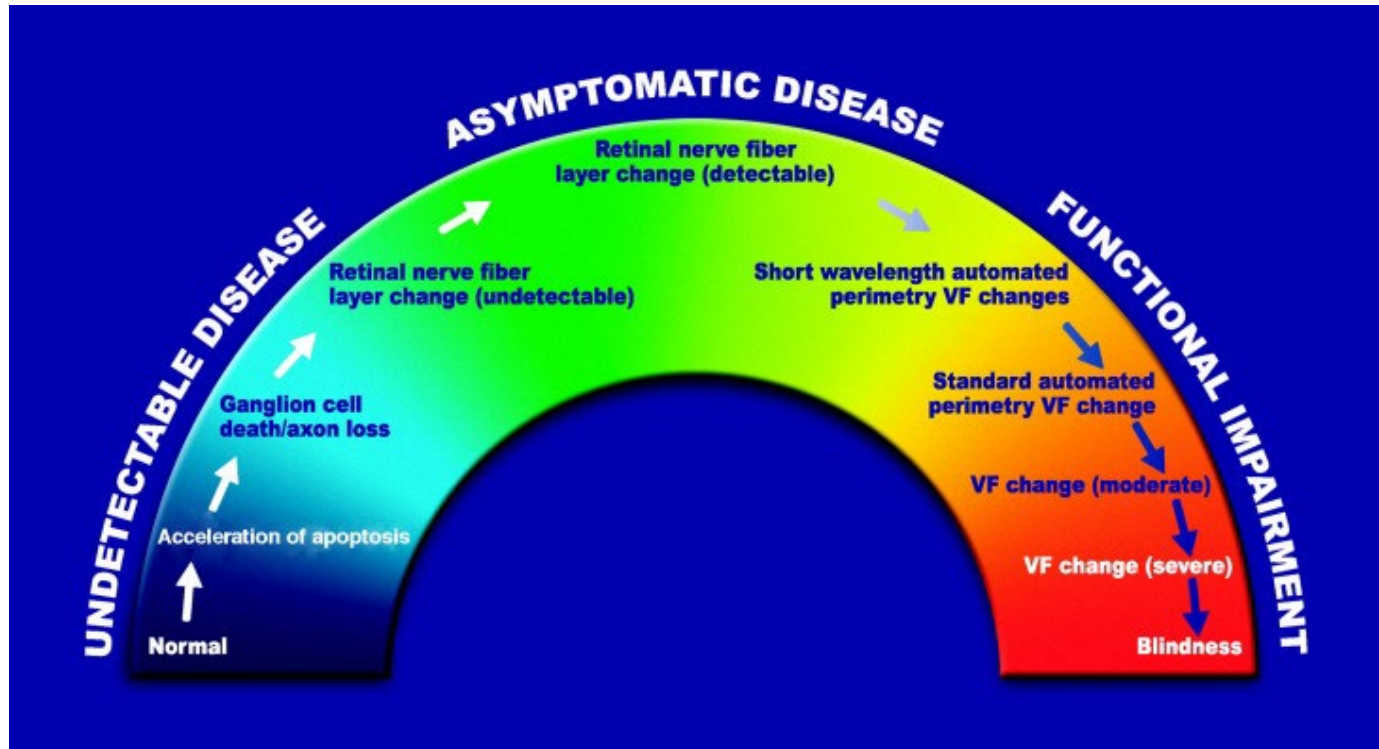 UNDETECTABLE DISEASE
ASYMPTOMATIC DISEASE
FUNCTIONAL IMPAIRMENT
Normal
Acceleration of apoptosis
Ganglion cell
death/axon loss
Retinal nerve fiber
layer change (undetectable)
Retinal nerve fiber
layer change (detectable)
Short wavelength automated
perimetry VF changes
Standard automated
perimetry VF change
VF change (moderate)
VF change (severe)
Blindness